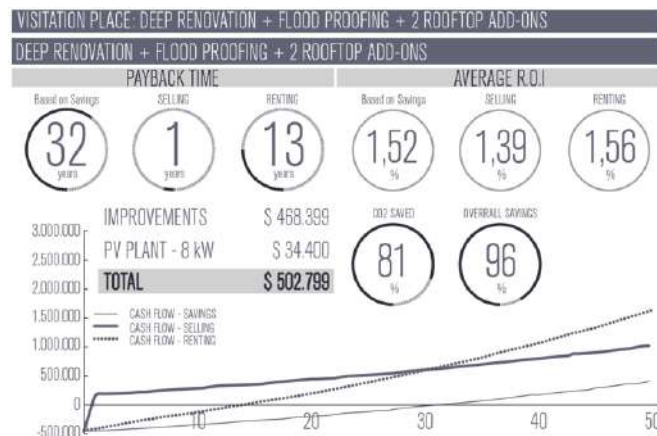 VISITATION PLACE: DEEP RENOVATION + FLOOD PROOFING + 2 ROOFTOP ADD-ONS
DEEP RENOVATION + FLOOD PROOFING + 2 ROOFTOP ADD-ONS
PAYBACK TIME AVERAGE R.O.I
Based on Savings SELLING RENTING Based on Savings SELLING RENTING
32 1 13 1,52 1,39 1,56
years years years % % %
IMPROVEMENTS $ 468.399
PV PLANT - 8 kW $ 34.400
TOTAL $ 502.799
CO2 SAVED OVERRALL SAVINGS
81 96
% %
3.000.000
2.500.000
2.000.000
1.500.000
1.000.000
500.000
0
-500.000
CASH FLOW - SAVINGS
CASH FLOW - SELLING
CASH FLOW - RENTING
10 20 30 40 50